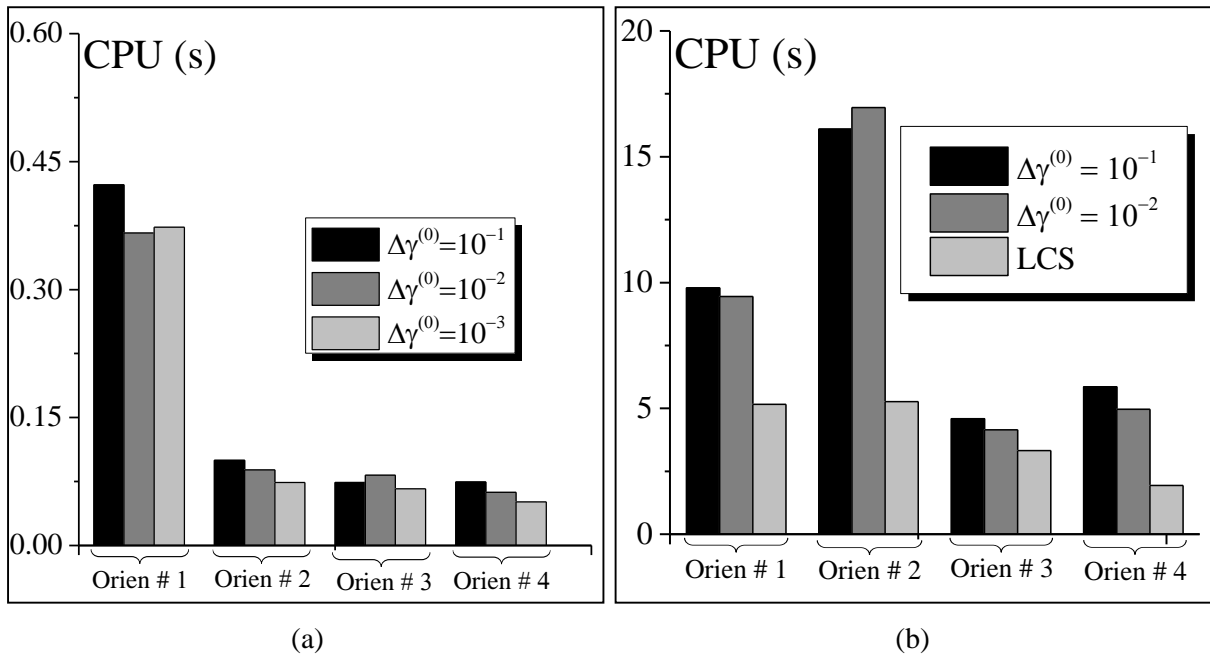 CPU (s)
0.60
0.45
0.30
0.15
0.00
Δγ⁽⁰⁾=10⁻¹
Δγ⁽⁰⁾=10⁻²
Δγ⁽⁰⁾=10⁻³
Orien # 1
Orien # 2
Orien # 3
Orien # 4
(a)
CPU (s)
20
15
10
5
0
Δγ⁽⁰⁾ = 10⁻¹
Δγ⁽⁰⁾ = 10⁻²
LCS
Orien # 1
Orien # 2
Orien # 3
Orien # 4
(b)